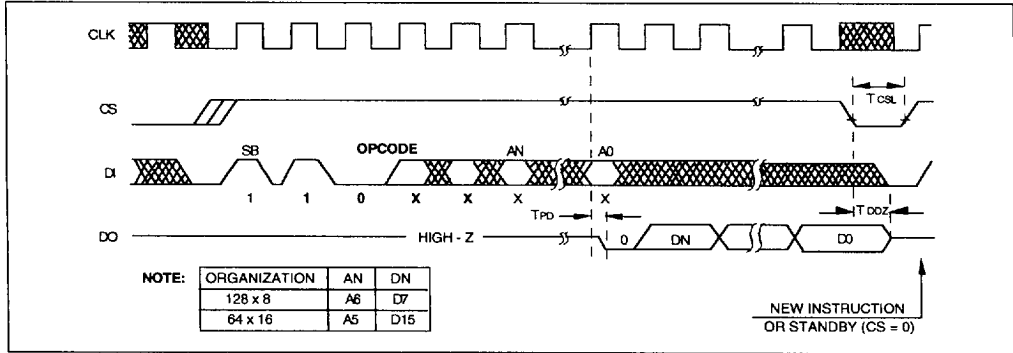 CLK
CS
TCSL
DI
SB
OPCODE
AN
A0
1 1 0 X X X X
TPD
TDDZ
DO
HIGH - Z
0
DN
D0
NOTE:
ORGANIZATION AN DN
128 x 8 A6 D7
64 x 16 A5 D15
NEW INSTRUCTION
OR STANDBY (CS = 0)